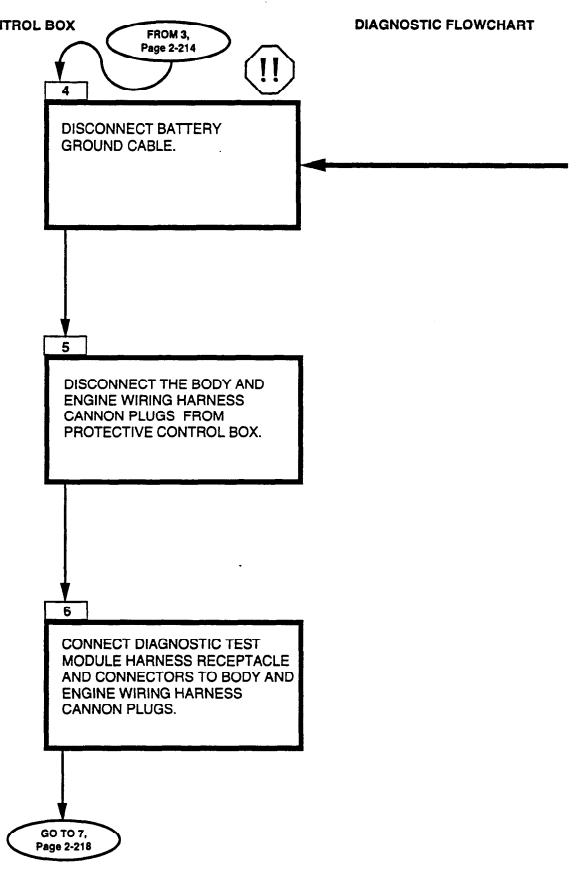 NTROL BOX
DIAGNOSTIC FLOWCHART
FROM 3,
Page 2-214
!!
4
DISCONNECT BATTERY
GROUND CABLE.
5
DISCONNECT THE BODY AND
ENGINE WIRING HARNESS
CANNON PLUGS FROM
PROTECTIVE CONTROL BOX.
6
CONNECT DIAGNOSTIC TEST
MODULE HARNESS RECEPTACLE
AND CONNECTORS TO BODY AND
ENGINE WIRING HARNESS
CANNON PLUGS.
GO TO 7,
Page 2-218